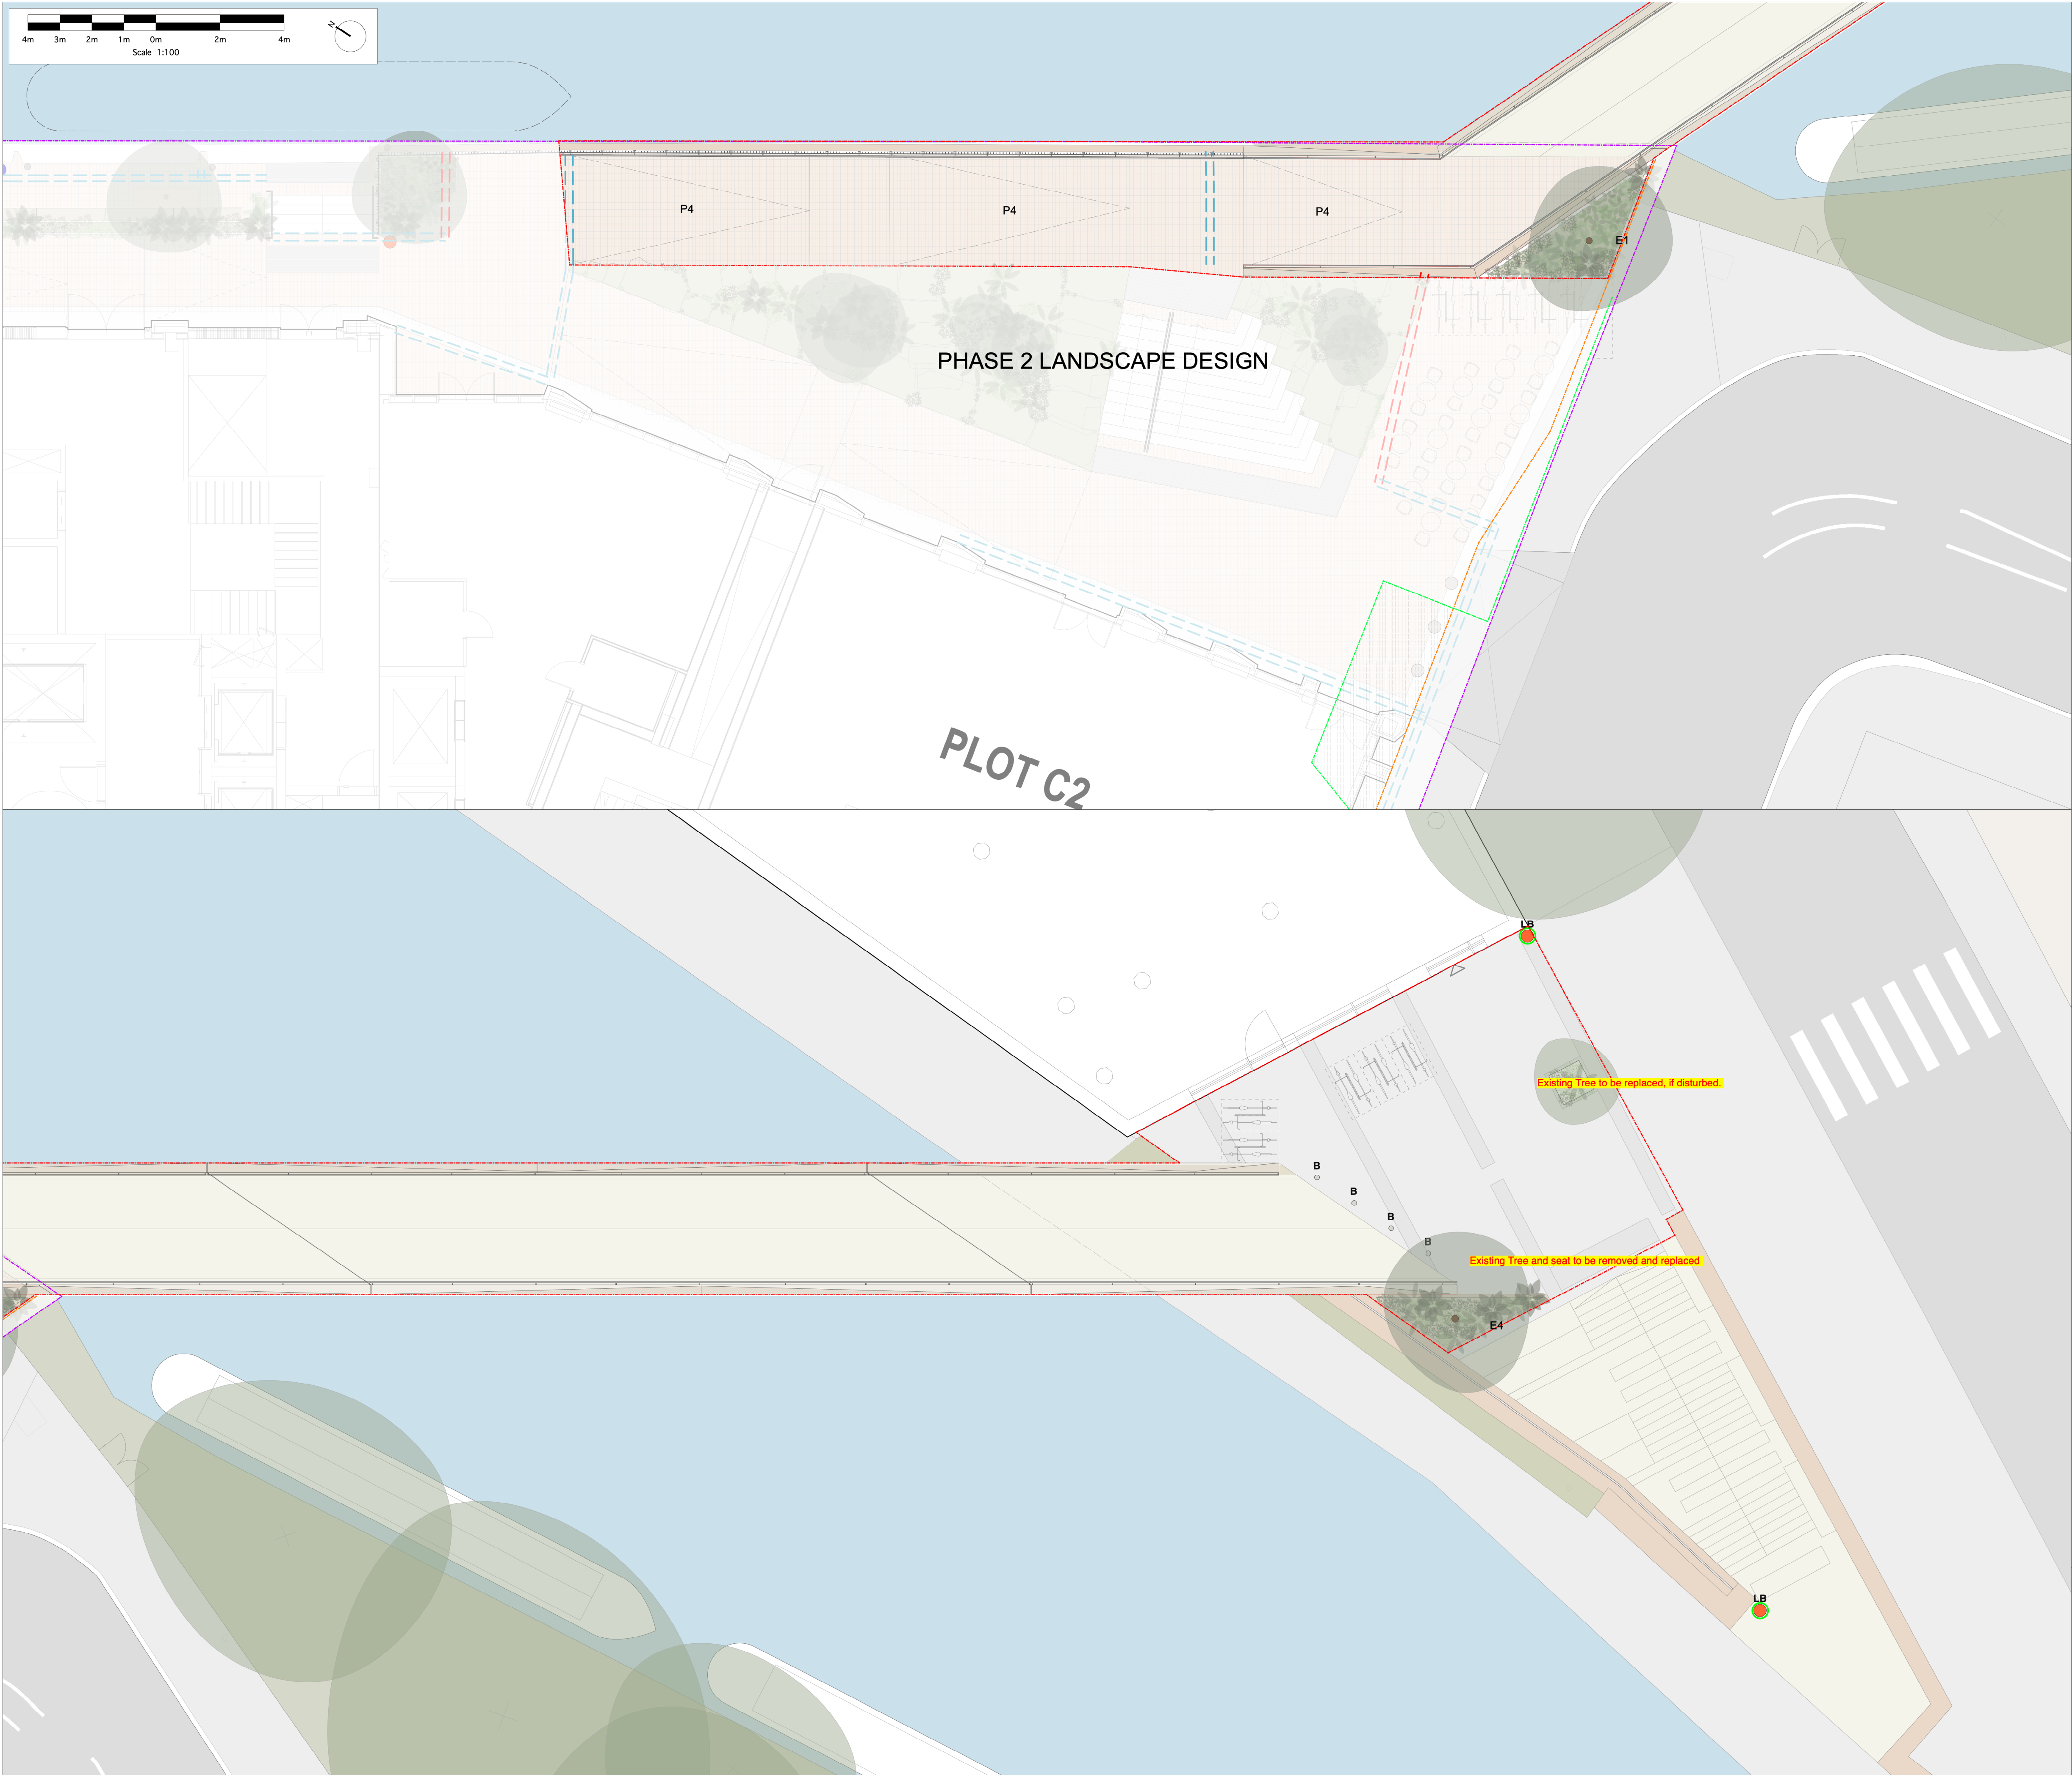 4m 3m 2m 1m 0m 2m 4m
Scale 1:100
N
P4
P4
P4
E1
PHASE 2 LANDSCAPE DESIGN
PLOT C2
LB
Existing Tree to be replaced, if disturbed.
B
B
B
B
Existing Tree and seat to be removed and replaced
E4
LB